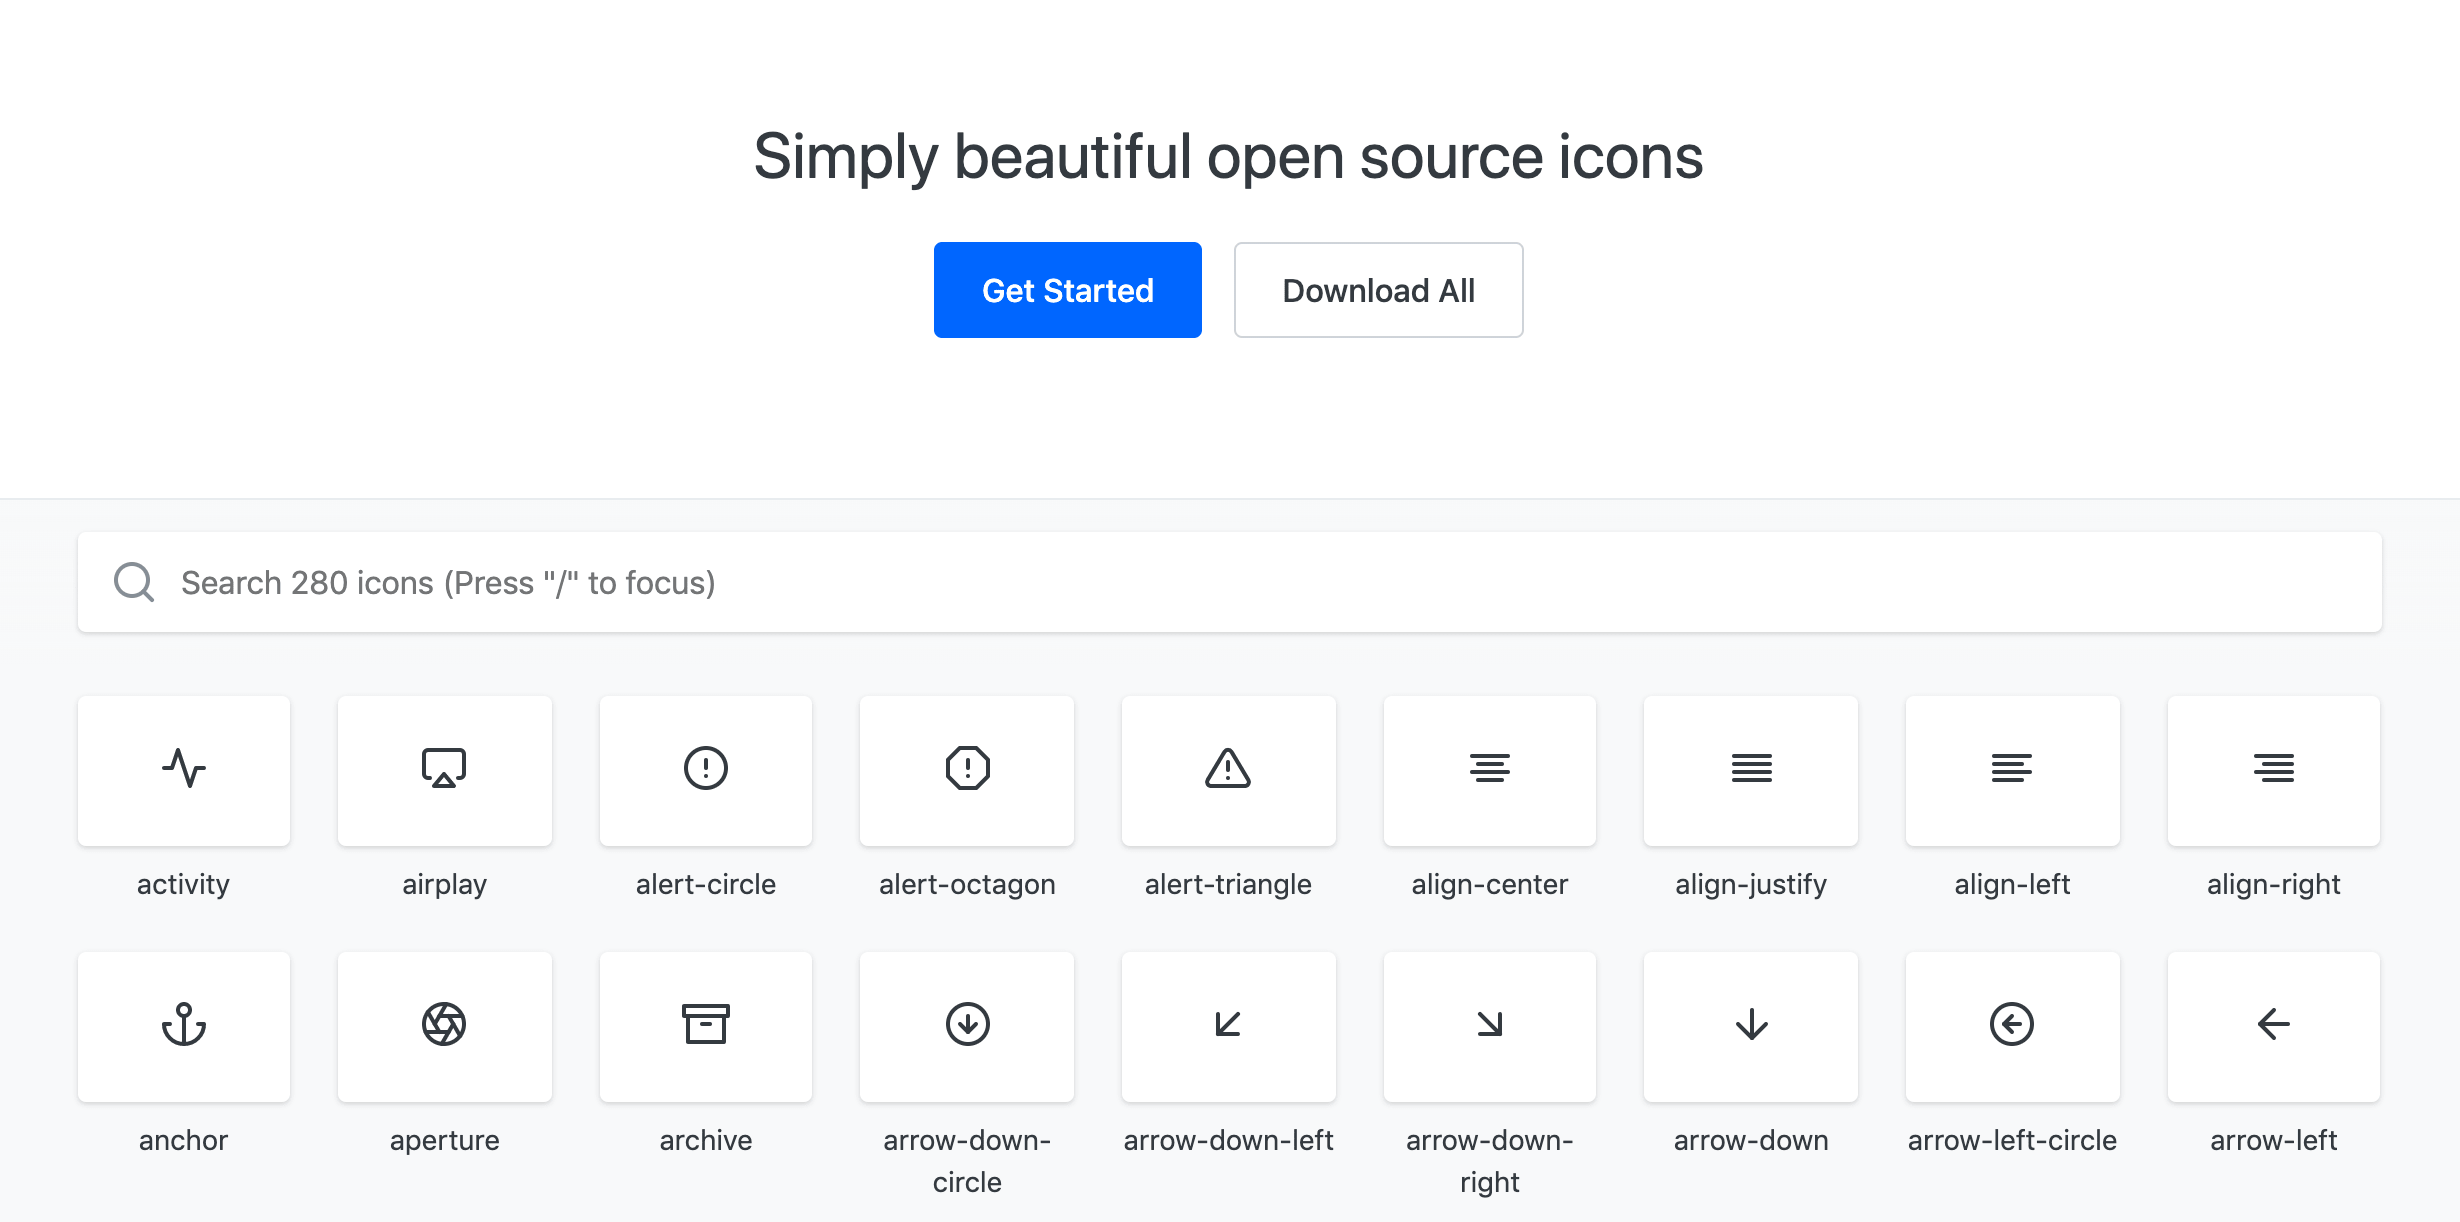 Simply beautiful open source icons
Get Started
Download All
Search 280 icons (Press "/" to focus)
activity
airplay
alert-circle
alert-octagon
alert-triangle
align-center
align-justify
align-left
align-right
anchor
aperture
archive
arrow-down-
circle
arrow-down-left
arrow-down-
right
arrow-down
arrow-left-circle
arrow-left